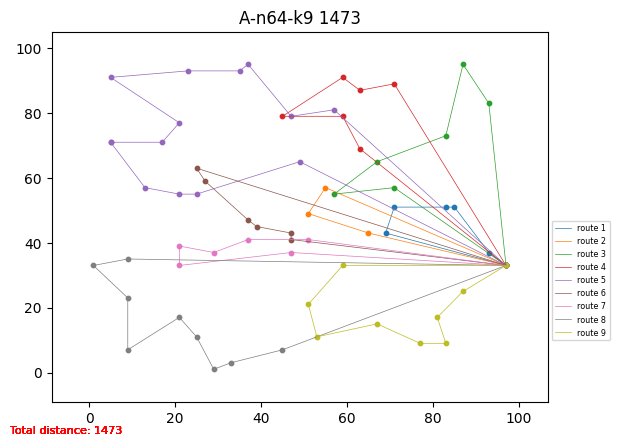 A-n64-k9 1473
100
80
60
40
20
0
0 20 40 60 80 100
route 1
route 2
route 3
route 4
route 5
route 6
route 7
route 8
route 9
Total distance: 1473